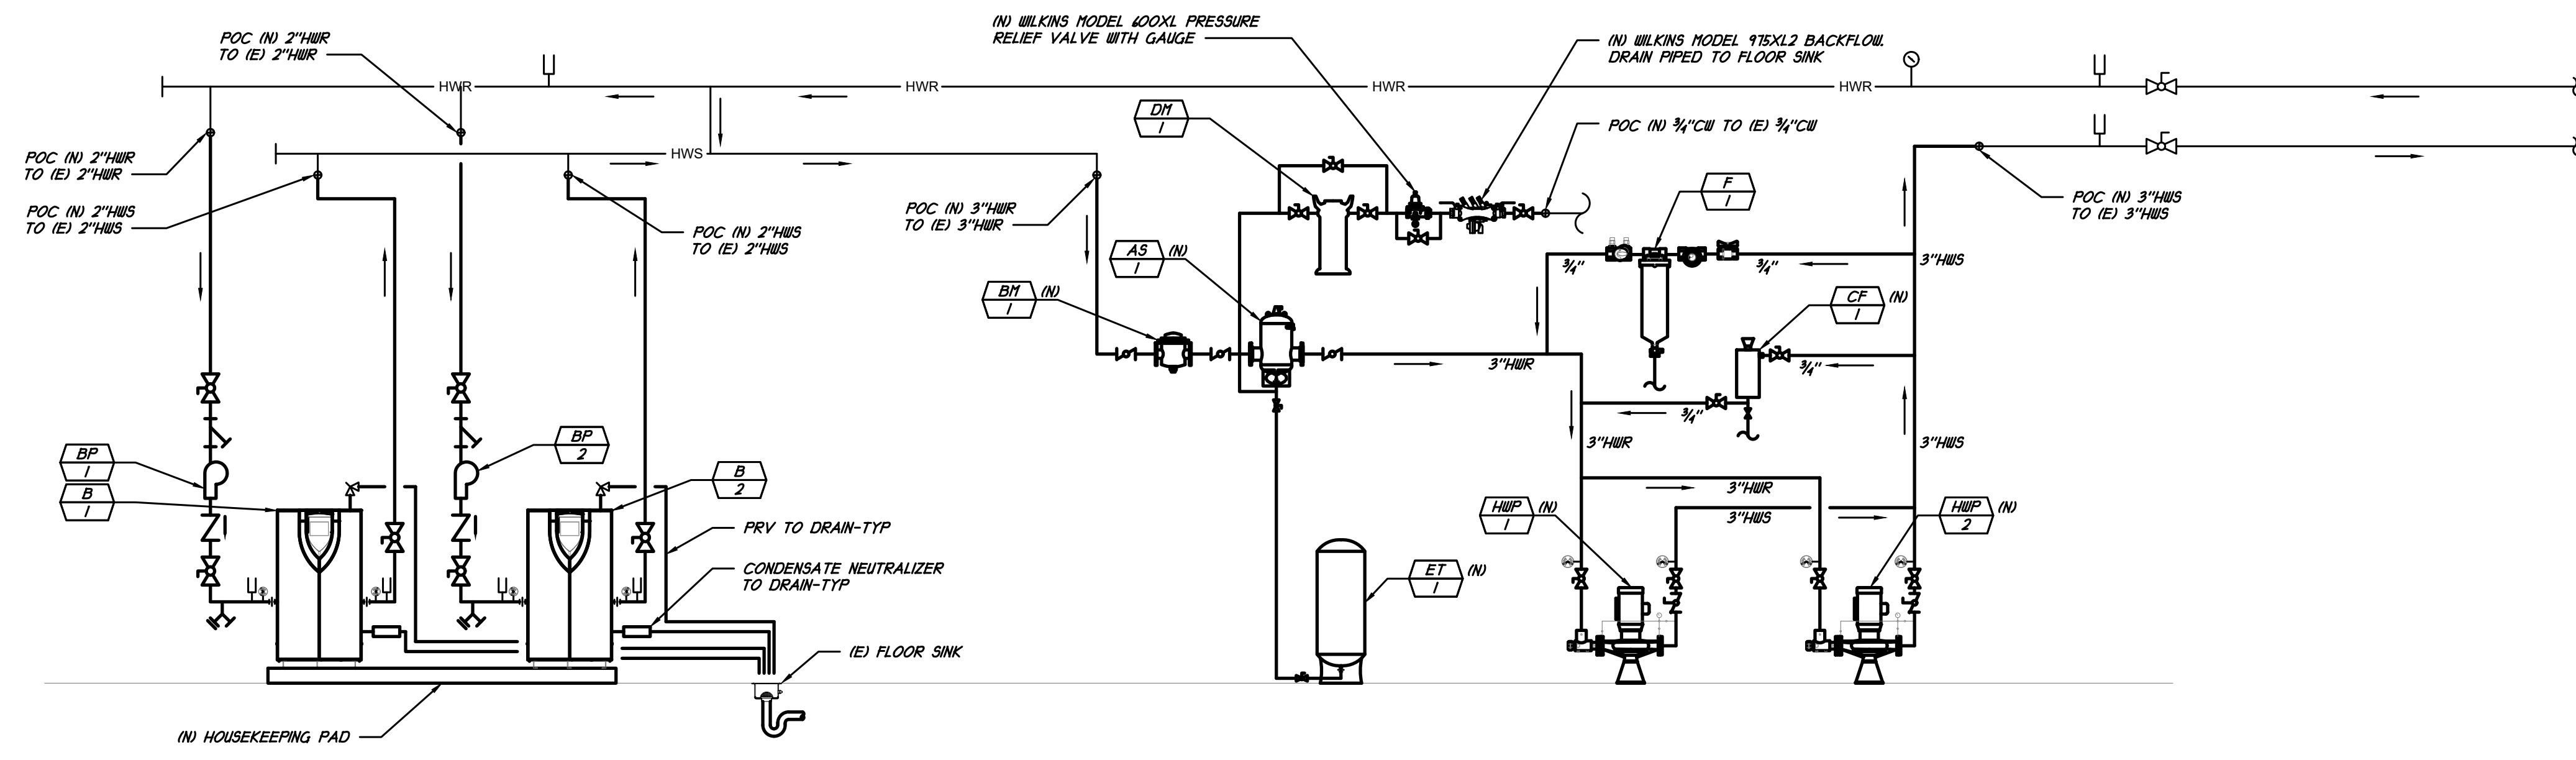 (N) WILKINS MODEL 600XL PRESSURE
RELIEF VALVE WITH GAUGE
POC (N) 2"HWR
TO (E) 2"HWR
(N) WILKINS MODEL 975XL2 BACKFLOW.
DRAIN PIPED TO FLOOR SINK
HWR
HWR
HWR
HWR
DM
1
POC (N) 3/4"CW TO (E) 3/4"CW
HWS
POC (N) 2"HWR
TO (E) 2"HWR
POC (N) 2"HWS
TO (E) 2"HWS
POC (N) 2"HWS
TO (E) 2"HWS
POC (N) 3"HWR
TO (E) 3"HWR
F
1
POC (N) 3"HWS
TO (E) 3"HWS
AS
1
(N)
3/4"
3/4"
3"HWS
BM
1
(N)
CF
1
(N)
3"HWR
3/4"
3/4"
3"HWR
3"HWS
BP
1
BP
2
B
1
B
2
3"HWR
3"HWS
HWP
1
(N)
HWP
2
(N)
PRV TO DRAIN-TYP
CONDENSATE NEUTRALIZER
TO DRAIN-TYP
ET
1
(N)
(E) FLOOR SINK
(N) HOUSEKEEPING PAD